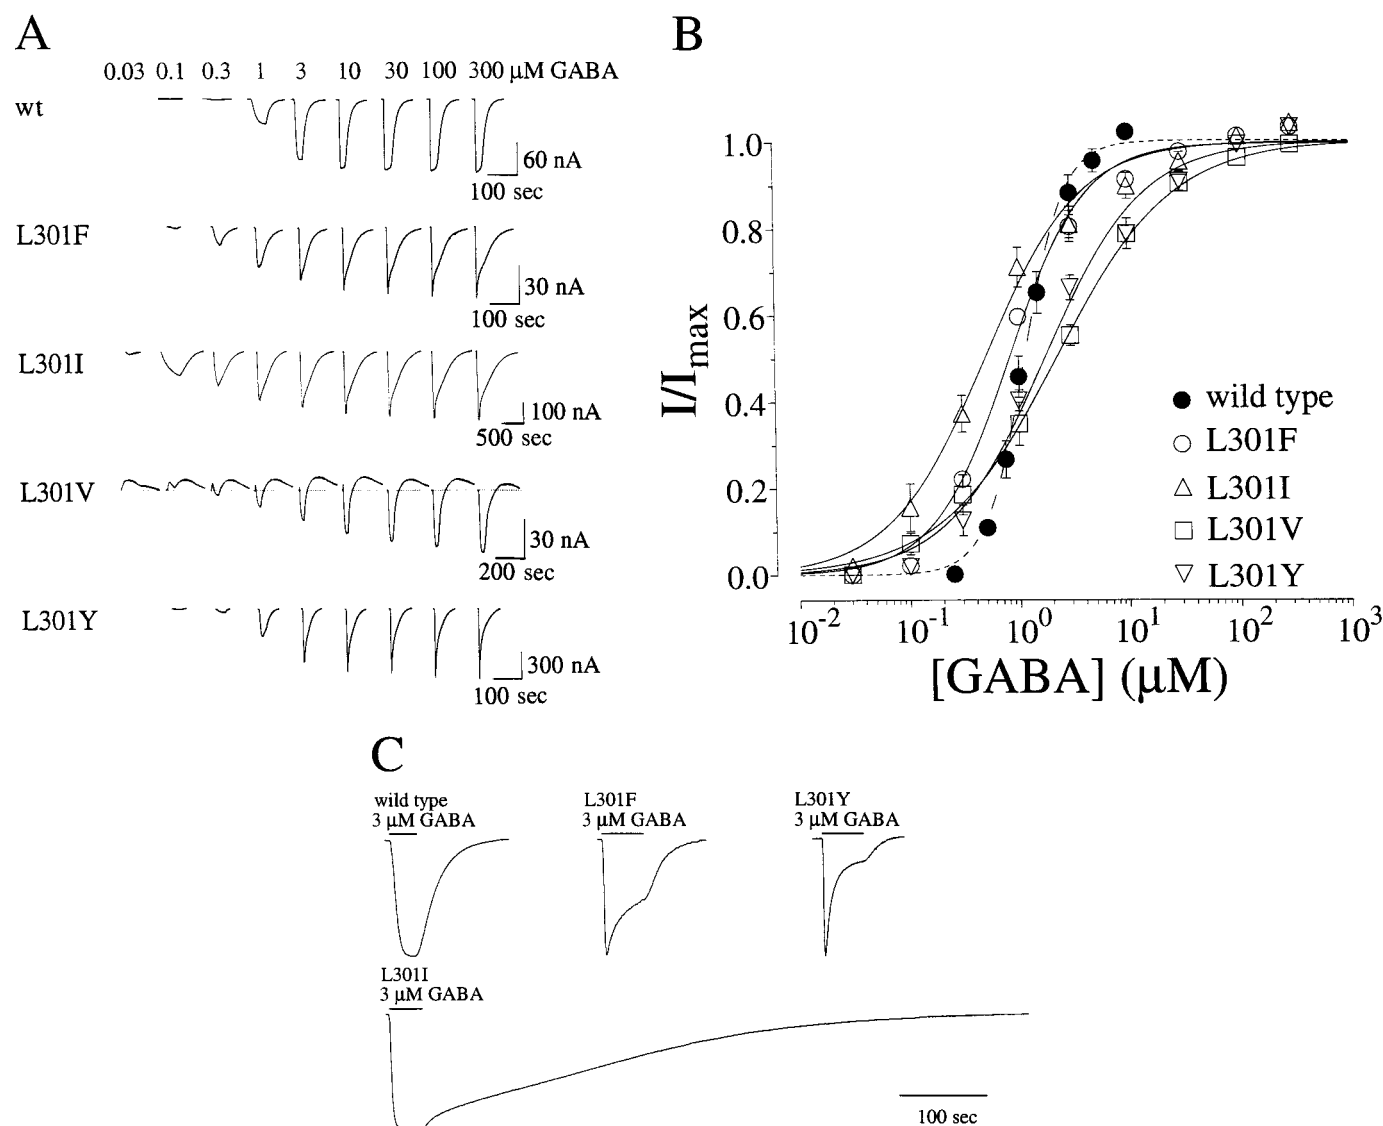 A
0.03 0.1 0.3 1 3 10 30 100 300 μM GABA
wt
60 nA
100 sec
L301F
30 nA
100 sec
L301I
100 nA
500 sec
L301V
30 nA
200 sec
L301Y
300 nA
100 sec
B
I/Imax
1.0
0.8
0.6
0.4
0.2
0.0
10-2 10-1 100 101 102 103
[GABA] (μM)
wild type
L301F
L301I
L301V
L301Y
C
wild type
3 μM GABA
L301F
3 μM GABA
L301Y
3 μM GABA
L301I
3 μM GABA
100 sec